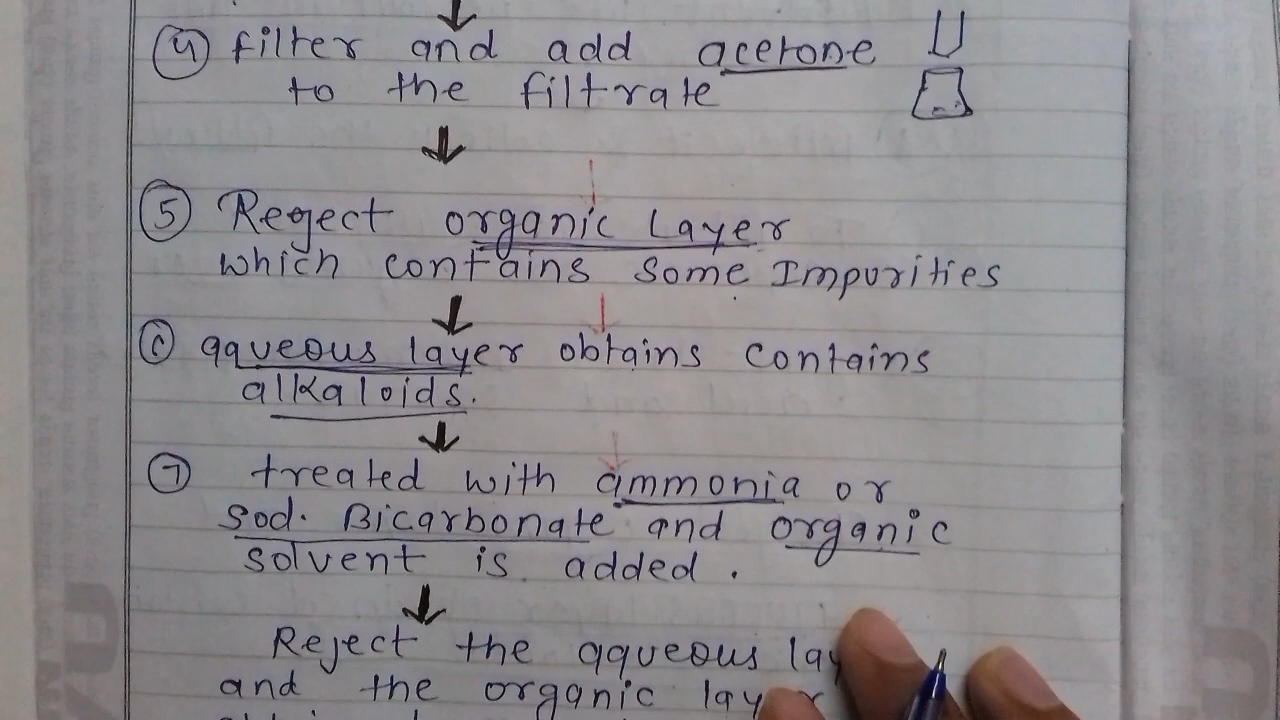 ④ filter and add acetone
to the filtrate
⑤ Reject organic Layer
which contains Some Impurities
⑥ aqueous layer obtains contains
alkaloids.
⑦ treated with ammonia or
Sod. Bicarbonate and organic
solvent is added.
Reject the aqueous lay
and the organic layer